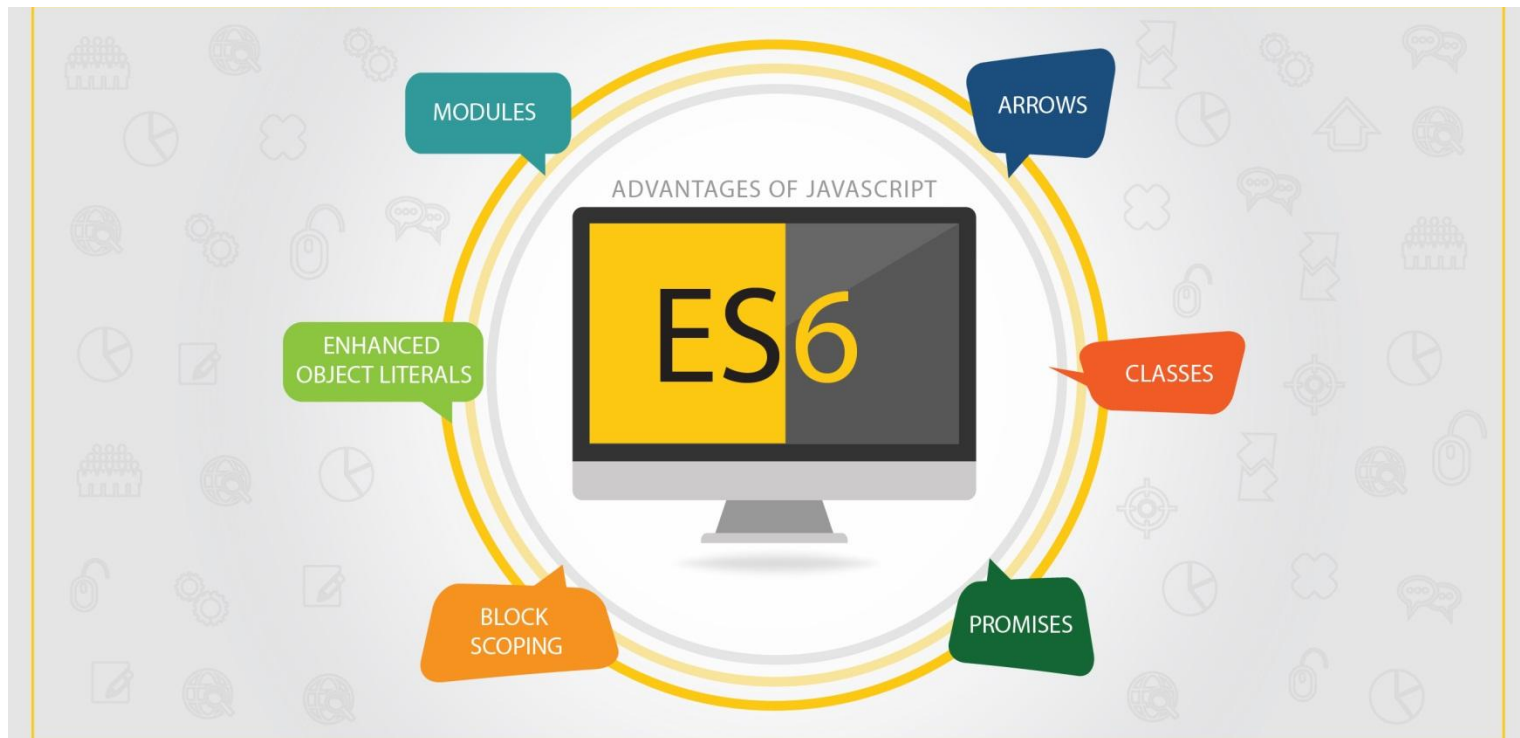 MODULES
ARROWS
ADVANTAGES OF JAVASCRIPT
ES6
ENHANCED
OBJECT LITERALS
CLASSES
BLOCK
SCOPING
PROMISES